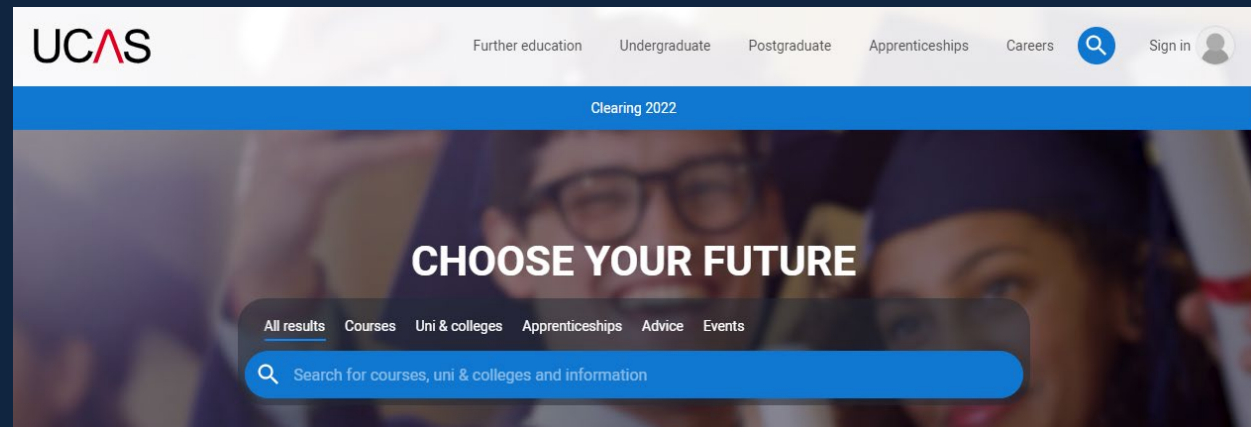 UCAS
Further education Undergraduate Postgraduate Apprenticeships Careers Sign in
Clearing 2022
CHOOSE YOUR FUTURE
All results Courses Uni & colleges Apprenticeships Advice Events
Search for courses, uni & colleges and information